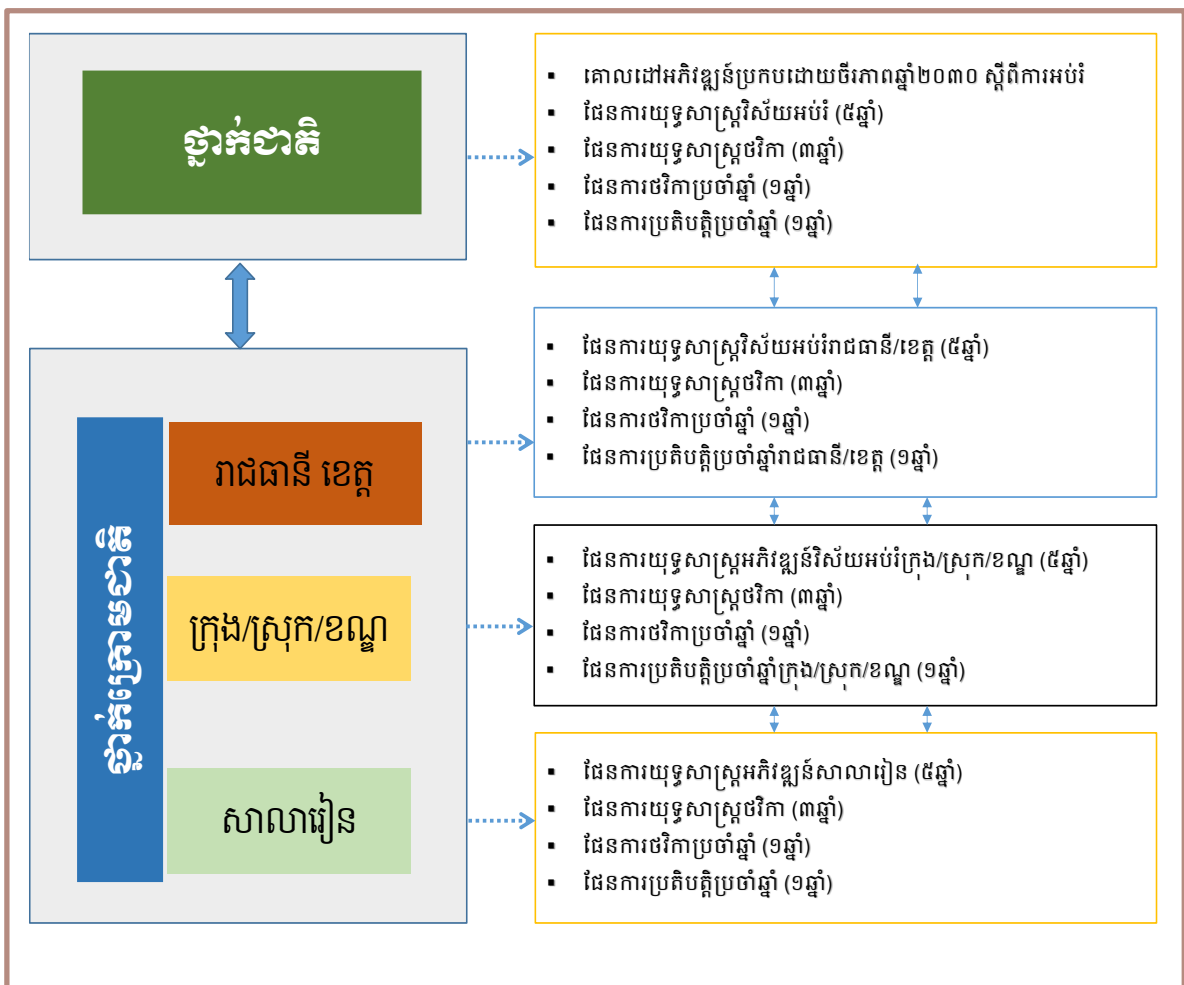 ថ្នាក់ជាតិ
▪ គោលដៅអភិវឌ្ឍន៍ប្រកបដោយចីរភាពឆ្នាំ២០៣០ ស្តីពីការអប់រំ
▪ ផែនការយុទ្ធសាស្ត្រវិស័យអប់រំ (៥ឆ្នាំ)
▪ ផែនការយុទ្ធសាស្ត្រថវិកា (៣ឆ្នាំ)
▪ ផែនការថវិកាប្រចាំឆ្នាំ (១ឆ្នាំ)
▪ ផែនការប្រតិបត្តិប្រចាំឆ្នាំ (១ឆ្នាំ)
ថ្នាក់ក្រោមជាតិ
រាជធានី ខេត្ត
▪ ផែនការយុទ្ធសាស្ត្រវិស័យអប់រំរាជធានី/ខេត្ត (៥ឆ្នាំ)
▪ ផែនការយុទ្ធសាស្ត្រថវិកា (៣ឆ្នាំ)
▪ ផែនការថវិកាប្រចាំឆ្នាំ (១ឆ្នាំ)
▪ ផែនការប្រតិបត្តិប្រចាំឆ្នាំរាជធានី/ខេត្ត (១ឆ្នាំ)
ក្រុង/ស្រុក/ខណ្ឌ
▪ ផែនការយុទ្ធសាស្ត្រអភិវឌ្ឍន៍វិស័យអប់រំក្រុង/ស្រុក/ខណ្ឌ (៥ឆ្នាំ)
▪ ផែនការយុទ្ធសាស្ត្រថវិកា (៣ឆ្នាំ)
▪ ផែនការថវិកាប្រចាំឆ្នាំ (១ឆ្នាំ)
▪ ផែនការប្រតិបត្តិប្រចាំឆ្នាំក្រុង/ស្រុក/ខណ្ឌ (១ឆ្នាំ)
សាលារៀន
▪ ផែនការយុទ្ធសាស្ត្រអភិវឌ្ឍន៍សាលារៀន (៥ឆ្នាំ)
▪ ផែនការយុទ្ធសាស្ត្រថវិកា (៣ឆ្នាំ)
▪ ផែនការថវិកាប្រចាំឆ្នាំ (១ឆ្នាំ)
▪ ផែនការប្រតិបត្តិប្រចាំឆ្នាំ (១ឆ្នាំ)